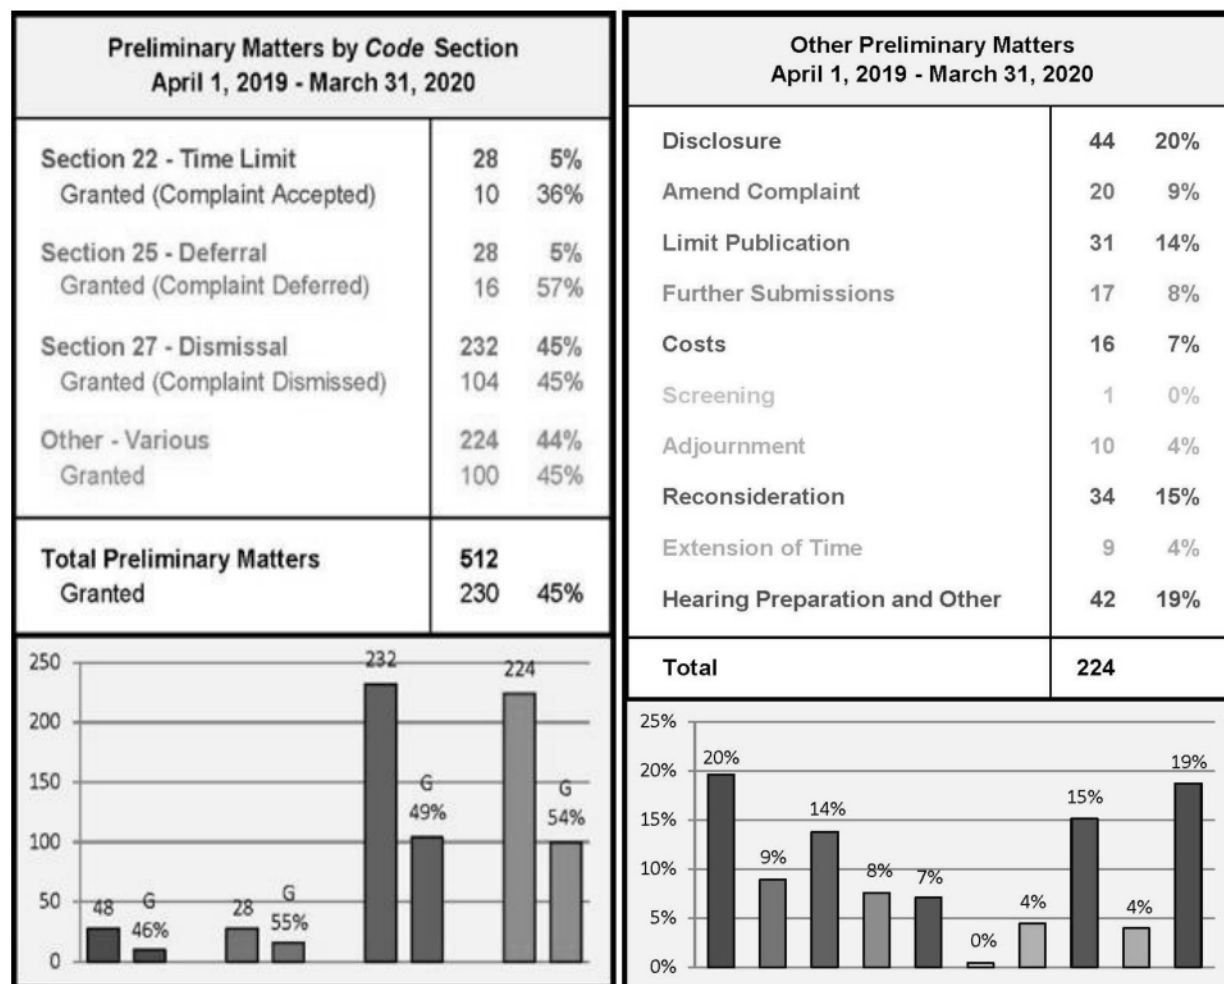 Preliminary Matters by Code Section
April 1, 2019 - March 31, 2020
Section 22 - Time Limit 28 5%
Granted (Complaint Accepted) 10 36%
Section 25 - Deferral 28 5%
Granted (Complaint Deferred) 16 57%
Section 27 - Dismissal 232 45%
Granted (Complaint Dismissed) 104 45%
Other - Various 224 44%
Granted 100 45%
Total Preliminary Matters 512
Granted 230 45%
250
200
150
100
50
0
48
G
46%
28
G
55%
232
G
49%
224
G
54%
Other Preliminary Matters
April 1, 2019 - March 31, 2020
Disclosure 44 20%
Amend Complaint 20 9%
Limit Publication 31 14%
Further Submissions 17 8%
Costs 16 7%
Screening 1 0%
Adjournment 10 4%
Reconsideration 34 15%
Extension of Time 9 4%
Hearing Preparation and Other 42 19%
Total 224
25%
20%
15%
10%
5%
0%
20%
9%
14%
8%
7%
0%
4%
15%
4%
19%